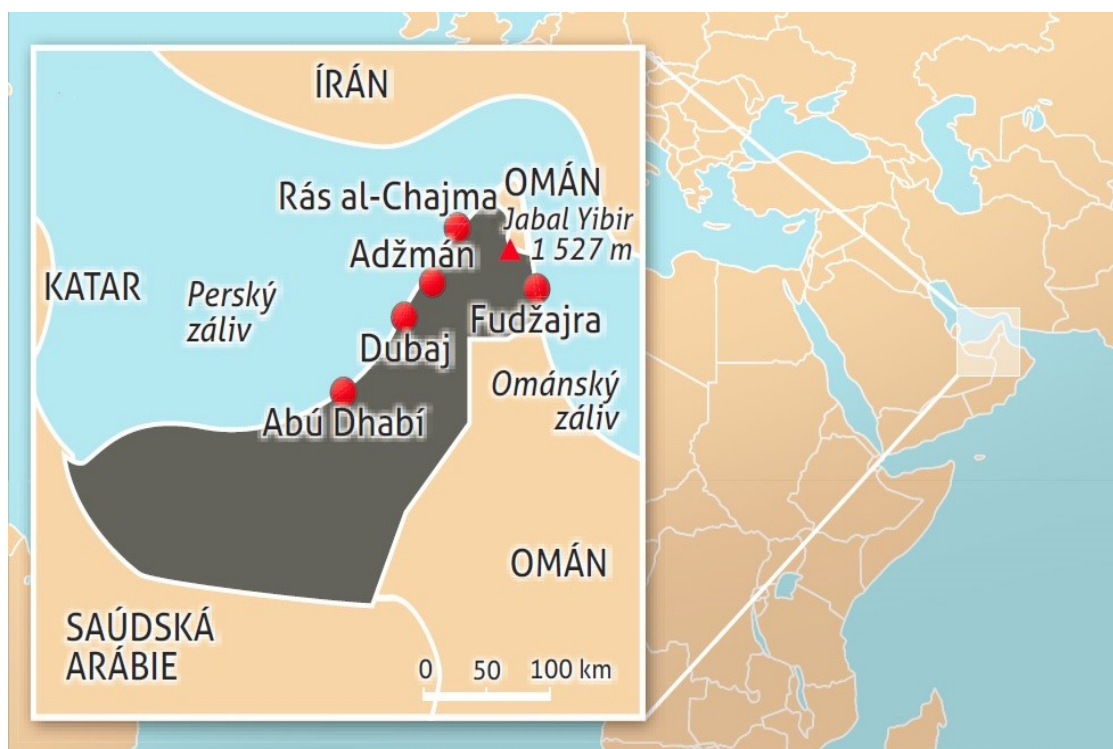 ÍRÁN
OMÁN
Rás al-Chajma
Jabal Yibir
1 527 m
Adžmán
KATAR
Perský
záliv
Fudžajra
Dubaj
Ománský
záliv
Abú Dhabí
OMÁN
SAÚDSKÁ
ARÁBIE
0 50 100 km